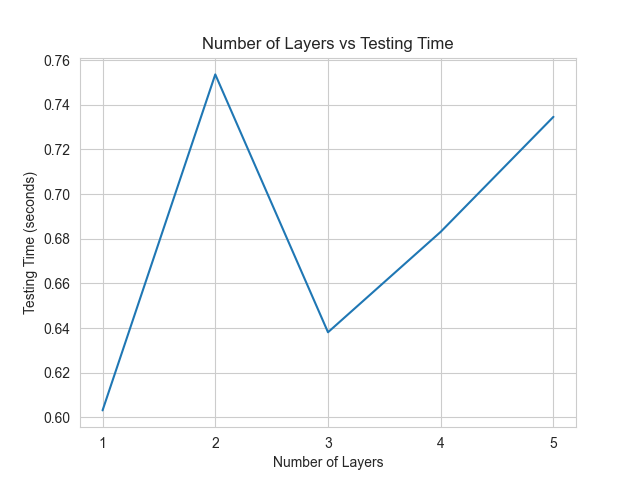 Number of Layers vs Testing Time
Testing Time (seconds)
0.76
0.74
0.72
0.70
0.68
0.66
0.64
0.62
0.60
1 2 3 4 5
Number of Layers